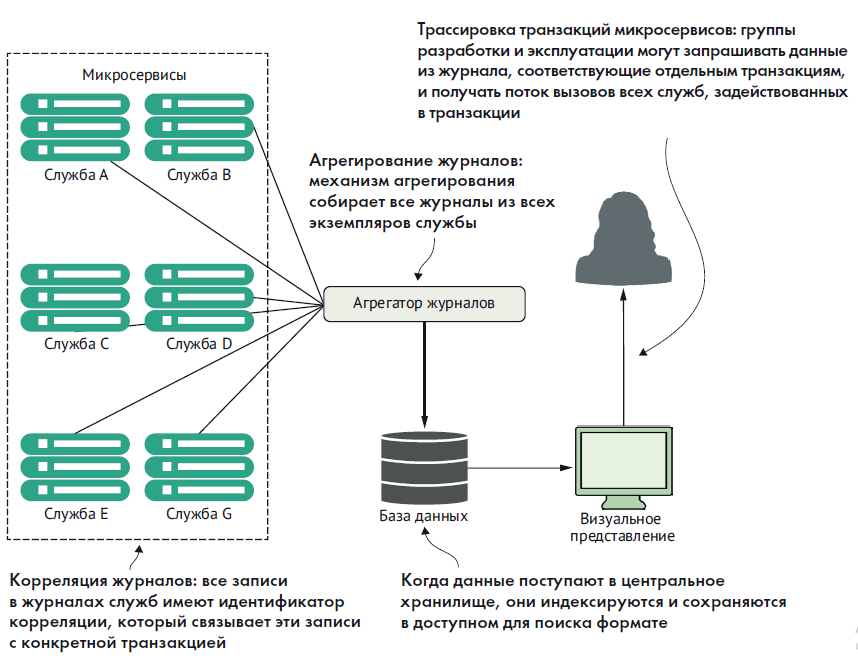 Трассировка транзакций микросервисов: группы
разработки и эксплуатации могут запрашивать данные
из журнала, соответствующие отдельным транзакциям,
и получать поток вызовов всех служб, задействованных
в транзакции
Микросервисы
Служба A
Служба B
Агрегирование журналов:
механизм агрегирования
собирает все журналы из всех
экземпляров службы
Агрегатор журналов
Служба C
Служба D
Служба E
Служба G
База данных
Визуальное
представление
Корреляция журналов: все записи
в журналах служб имеют идентификатор
корреляции, который связывает эти записи
с конкретной транзакцией
Когда данные поступают в центральное
хранилище, они индексируются и сохраняются
в доступном для поиска формате